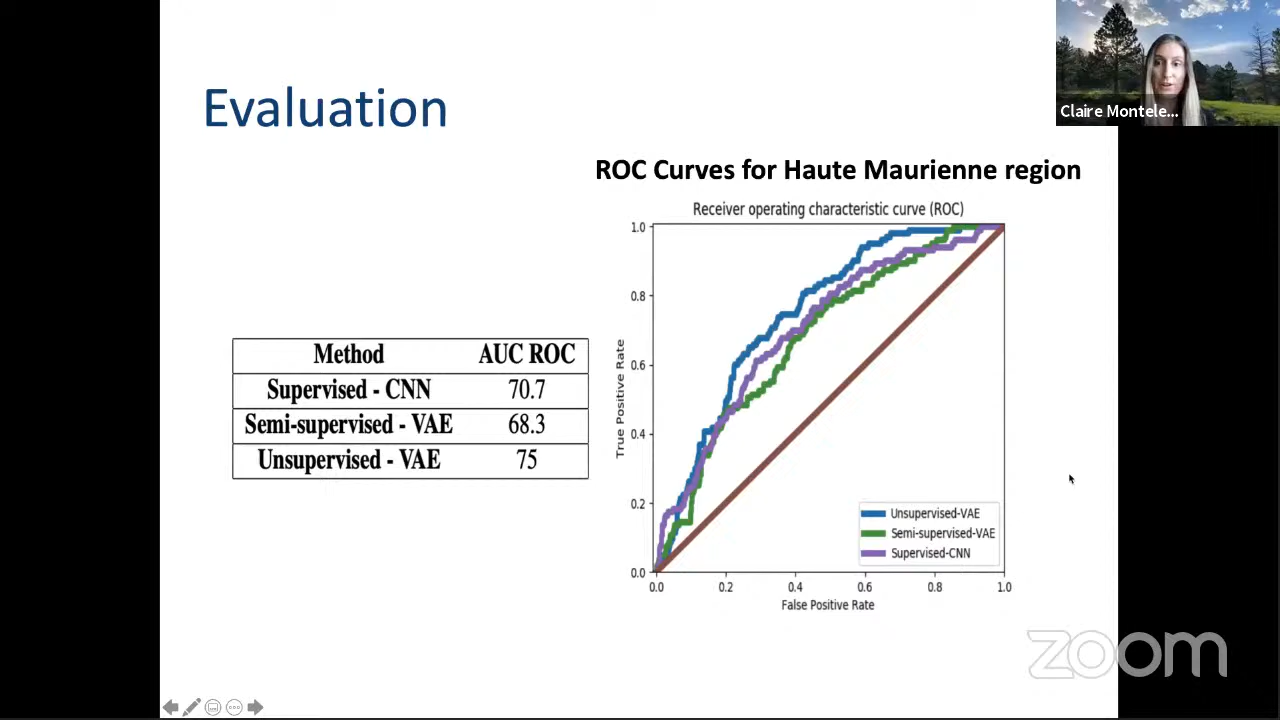 Claire Montele...
Evaluation
ROC Curves for Haute Maurienne region
Method AUC ROC
Supervised - CNN 70.7
Semi-supervised - VAE 68.3
Unsupervised - VAE 75
Receiver operating characteristic curve (ROC)
True Positive Rate
1.0
0.8
0.6
0.4
0.2
0.0
0.0 0.2 0.4 0.6 0.8 1.0
False Positive Rate
Unsupervised-VAE
Semi-supervised-VAE
Supervised-CNN
zoom